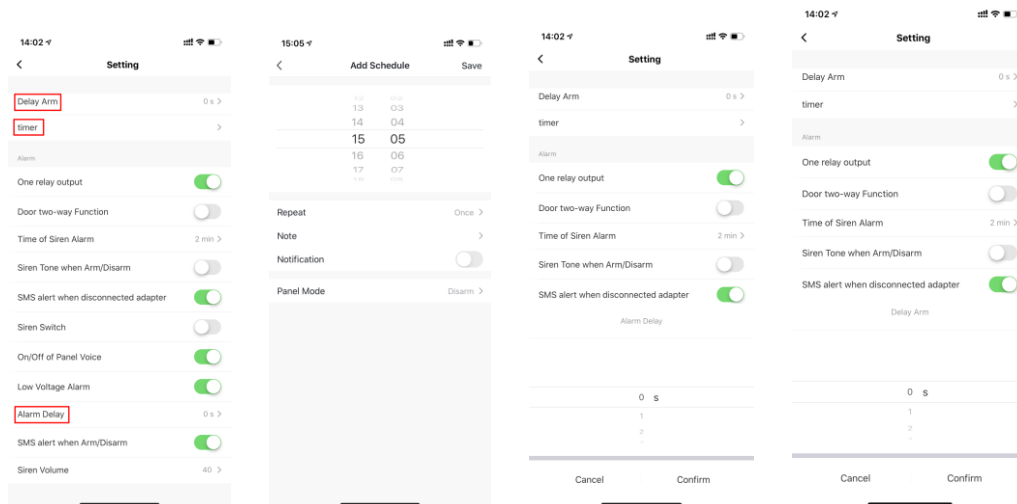 14:02
Setting
Delay Arm 0 s
timer
Alarm
One relay output
Door two-way Function
Time of Siren Alarm 2 min
Siren Tone when Arm/Disarm
SMS alert when disconnected adapter
Siren Switch
On/Off of Panel Voice
Low Voltage Alarm
Alarm Delay 0 s
SMS alert when Arm/Disarm
Siren Volume 40
15:05
Add Schedule Save
13 03
14 04
15 05
16 06
17 07
Repeat Once
Note
Notification
Panel Mode Disarm
14:02
Setting
Delay Arm 0 s
timer
Alarm
One relay output
Door two-way Function
Time of Siren Alarm 2 min
Siren Tone when Arm/Disarm
SMS alert when disconnected adapter
Alarm Delay
0 s
1
2
Cancel Confirm
14:02
Setting
Delay Arm 0 s
timer
Alarm
One relay output
Door two-way Function
Time of Siren Alarm 2 min
Siren Tone when Arm/Disarm
SMS alert when disconnected adapter
Delay Arm
0 s
1
2
Cancel Confirm